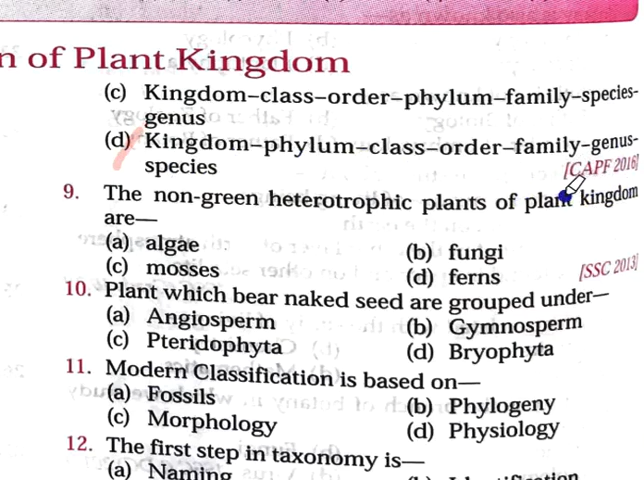 n of Plant Kingdom
(c) Kingdom–class–order–phylum–family–species-
genus
(d) Kingdom–phylum–class–order–family–genus-
species [CAPF 2016]
9. The non-green heterotrophic plants of plant kingdom
are—
(a) algae (b) fungi
(c) mosses (d) ferns [SSC 2013]
10. Plant which bear naked seed are grouped under—
(a) Angiosperm (b) Gymnosperm
(c) Pteridophyta (d) Bryophyta
11. Modern Classification is based on—
(a) Fossils (b) Phylogeny
(c) Morphology (d) Physiology
12. The first step in taxonomy is—
(a) Naming (b) Identification